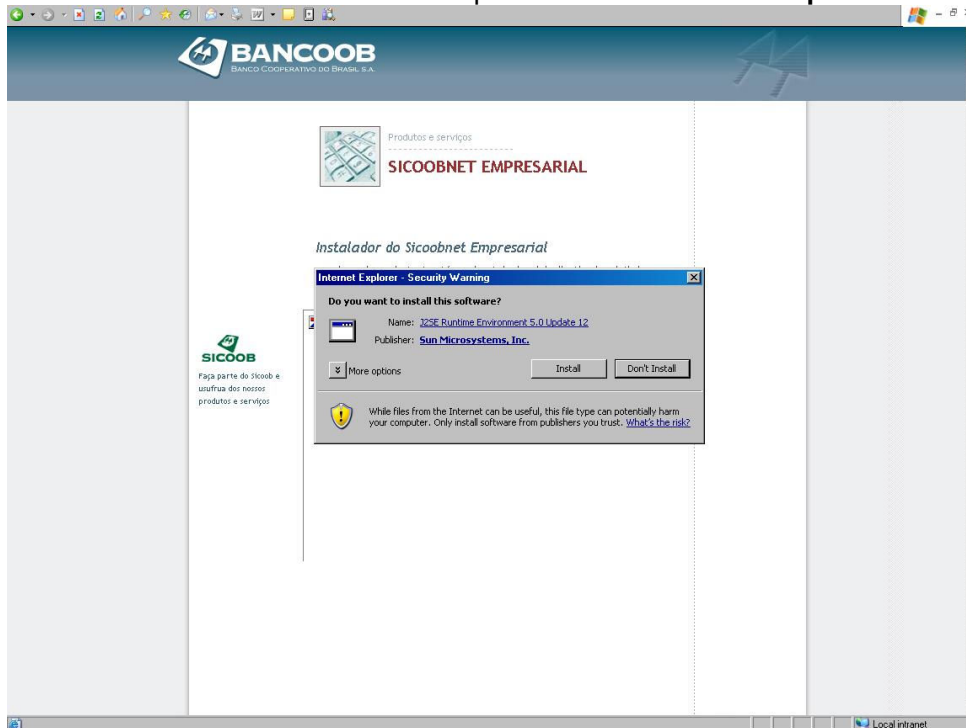 BANCOOB
BANCO COOPERATIVO DO BRASIL S.A.
Produtos e serviços
SICOOBNET EMPRESARIAL
Instalador do Sicoobnet Empresarial
Internet Explorer - Security Warning
Do you want to install this software?
Name: J2SE Runtime Environment 5.0 Update 12
Publisher: Sun Microsystems, Inc.
More options
Install
Don't Install
While files from the Internet can be useful, this file type can potentially harm
your computer. Only install software from publishers you trust. What's the risk?
SICOOB
Faça parte do Sicoob e
usufrua dos nossos
produtos e serviços
Local intranet